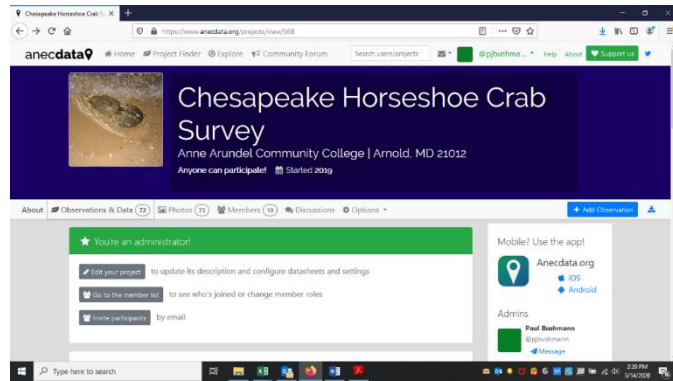 Chesapeake Horseshoe Crab S
https://www.anecdata.org/projects/view/568
anecdata
Home Project Finder Explore Community Forum
Search users/projects
@pjbushma...
Help About Support us
Chesapeake Horseshoe Crab
Survey
Anne Arundel Community College | Arnold, MD 21012
Anyone can participate! Started 2019
About Observations & Data 72 Photos 71 Members 18 Discussions Options
+ Add Observation
You're an administrator!
Edit your project to update its description and configure datasheets and settings
Go to the member list to see who's joined or change member roles
Invite participants by email
Mobile? Use the app!
Anecdata.org
iOS
Android
Admins
Paul Bushmann
@pjbushmann
Message
Type here to search
2:29 PM
3/14/2020